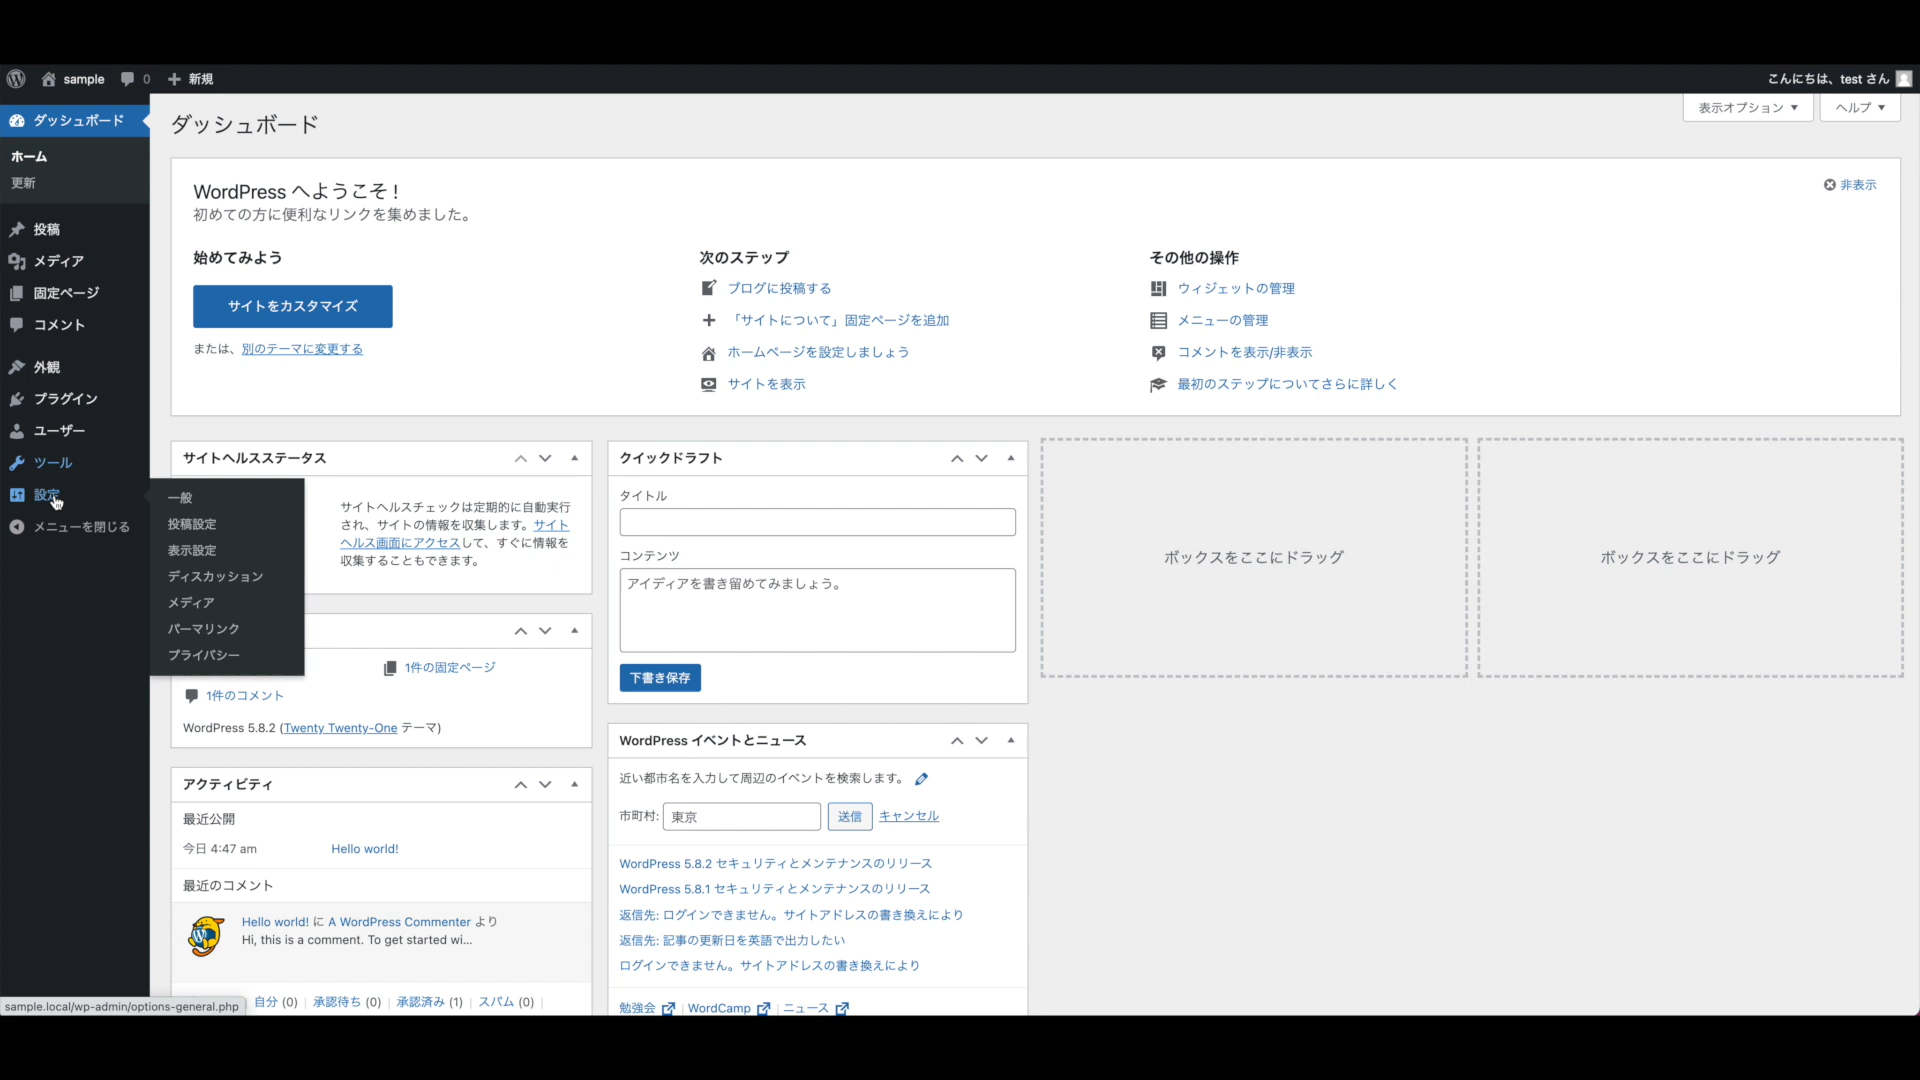 sample
0
新規
こんにちは、test さん
ダッシュボード
ホーム
更新
投稿
メディア
固定ページ
コメント
外観
プラグイン
ユーザー
ツール
設定
メニューを閉じる
一般
投稿設定
表示設定
ディスカッション
メディア
パーマリンク
プライバシー
ダッシュボード
表示オプション
ヘルプ
WordPress へようこそ !
初めての方に便利なリンクを集めました。
非表示
始めてみよう
サイトをカスタマイズ
または、別のテーマに変更する
次のステップ
ブログに投稿する
「サイトについて」固定ページを追加
ホームページを設定しましょう
サイトを表示
その他の操作
ウィジェットの管理
メニューの管理
コメントを表示/非表示
最初のステップについてさらに詳しく
サイトヘルスステータス
サイトヘルスチェックは定期的に自動実行
され、サイトの情報を収集します。サイト
ヘルス画面にアクセスして、すぐに情報を
収集することもできます。
1件の固定ページ
1件のコメント
WordPress 5.8.2 (Twenty Twenty-One テーマ)
アクティビティ
最近公開
今日 4:47 am
Hello world!
最近のコメント
Hello world! に A WordPress Commenter より
Hi, this is a comment. To get started wi...
自分 (0) | 承認待ち (0) | 承認済み (1) | スパム (0) |
クイックドラフト
タイトル
コンテンツ
アイディアを書き留めてみましょう。
下書き保存
WordPress イベントとニュース
近い都市名を入力して周辺のイベントを検索します。
市町村: 東京 送信 キャンセル
WordPress 5.8.2 セキュリティとメンテナンスのリリース
WordPress 5.8.1 セキュリティとメンテナンスのリリース
返信先: ログインできません。サイトアドレスの書き換えにより
返信先: 記事の更新日を英語で出力したい
ログインできません。サイトアドレスの書き換えにより
勉強会 | WordCamp | ニュース
ボックスをここにドラッグ
ボックスをここにドラッグ
sample.local/wp-admin/options-general.php